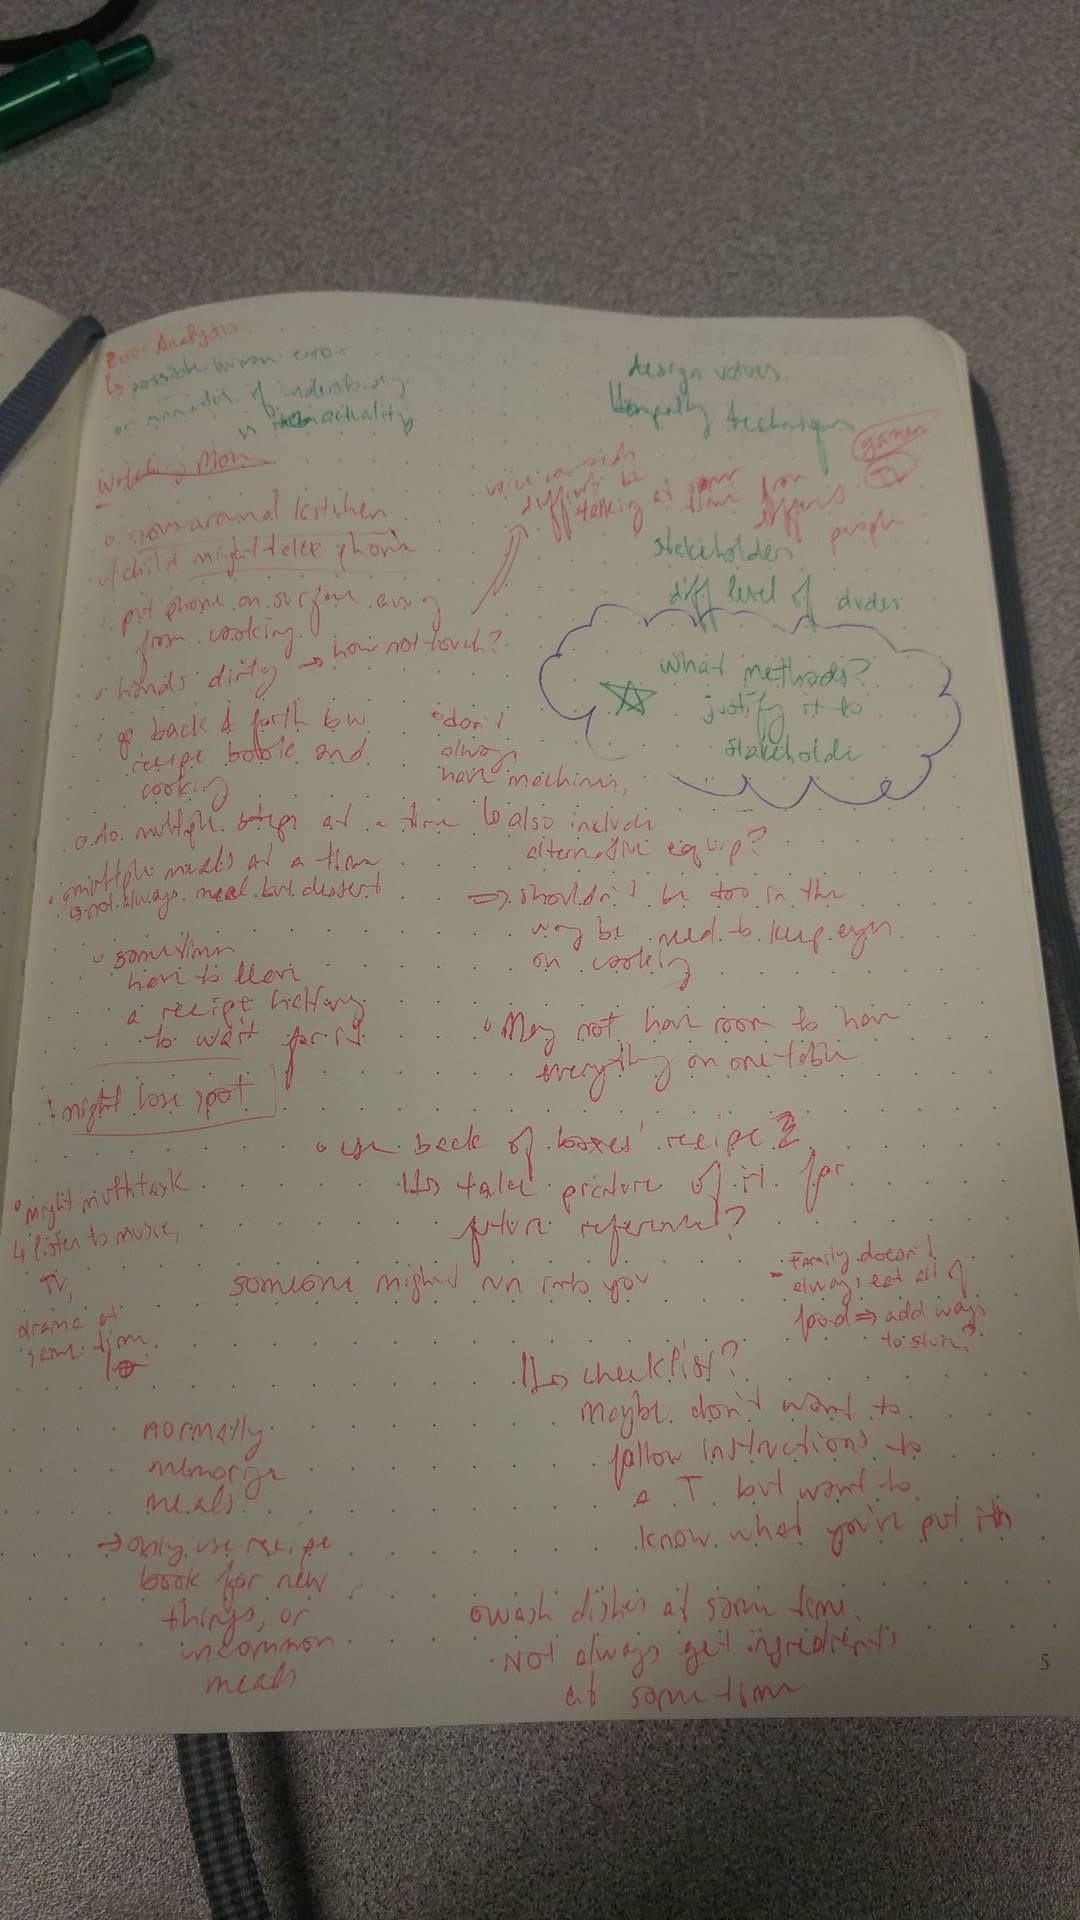 Error Analysis
↳ possible human error
or of understanding
in actuality
design values
↳ empathy techniques
games
TV
Watching Mom
voice can
difficult be
talking at same time from
different
people
around kitchen
child might take phone
stakeholders
diff level of
put phone on surface away
from cooking
hands dirty → how not touch?
What methods?
justify it to
stakeholder
go back & forth bw
recipe book and
cooking
don't
always
have machines,
do multiple steps at a time
↳ also include
alternative equip?
multiple meals at a time
↳ not always meal but dessert
⇒ shouldn't be too in the
way bc need to keep eyes
on cooking
sometimes
have to leave
a recipe
to wait for it
! might lose spot
May not have room to have
everything on one table
use back of boxes' recipe?
↳ take picture of it for
future reference?
might multitask
↳ listen to music,
TV,
drama at
same time
someone might run into you
- Family doesn't
always eat all of
food ⇒ add ways
to store?
↳ checklist?
Maybe don't want to
follow instructions to
a T but want to
know what you've put in
normally
memorize
meals
→ only use recipe
book for new
things, or
uncommon
meals
wash dishes at same time.
Not always get ingredients
at same time
5